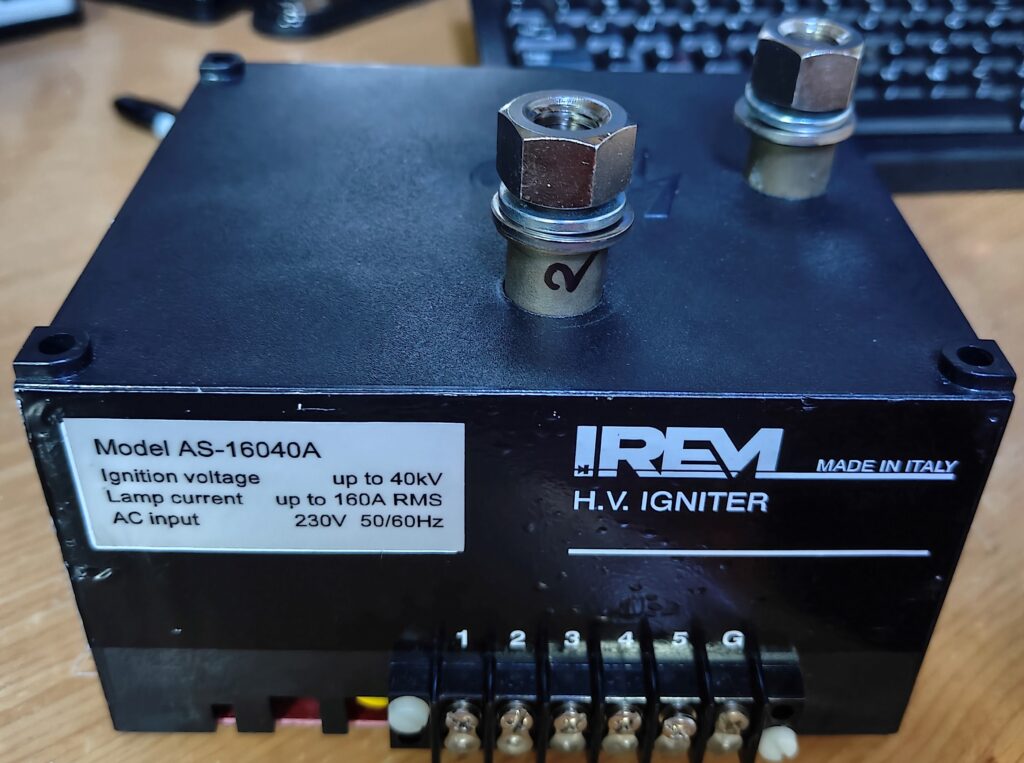 2
Model AS-16040A
Ignition voltage up to 40kV
Lamp current up to 160A RMS
AC input 230V 50/60Hz
IREM MADE IN ITALY
H.V. IGNITER
1 2 3 4 5 G